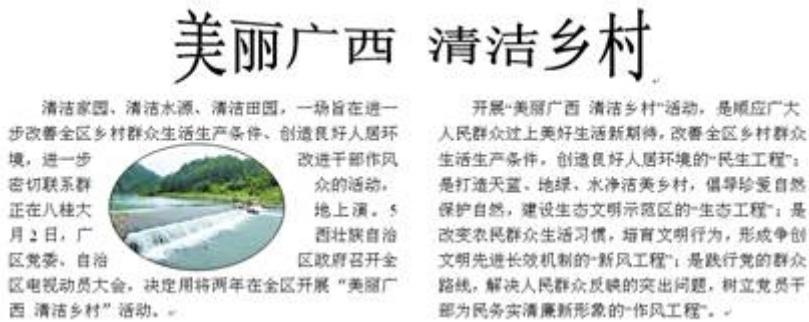 美丽广西 清洁乡村
清洁家园、清洁水源、清洁田园，一场旨在进一
步改善全区乡村群众生活生产条件、创造良好人居环
境，进一步改进干部作风
密切联系群众的活动，
正在八桂大地上演。5
月2日，广西壮族自治
区党委、自治区政府召开全
区电视动员大会，决定用将两年在全区开展“美丽广
西 清洁乡村”活动。
开展“美丽广西 清洁乡村”活动，是顺应广大
人民群众过上美好生活新期待，改善全区乡村群众
生活生产条件，创造良好人居环境的“民生工程”；
是打造天蓝、地绿、水净洁美乡村，倡导珍爱自然
保护自然，建设生态文明示范区的“生态工程”；是
改变农民群众生活习惯，培育文明行为，形成争创
文明先进长效机制的“新风工程”；是践行党的群众
路线，解决人民群众反映的突出问题，树立党员干
部为民务实清廉新形象的“作风工程”。